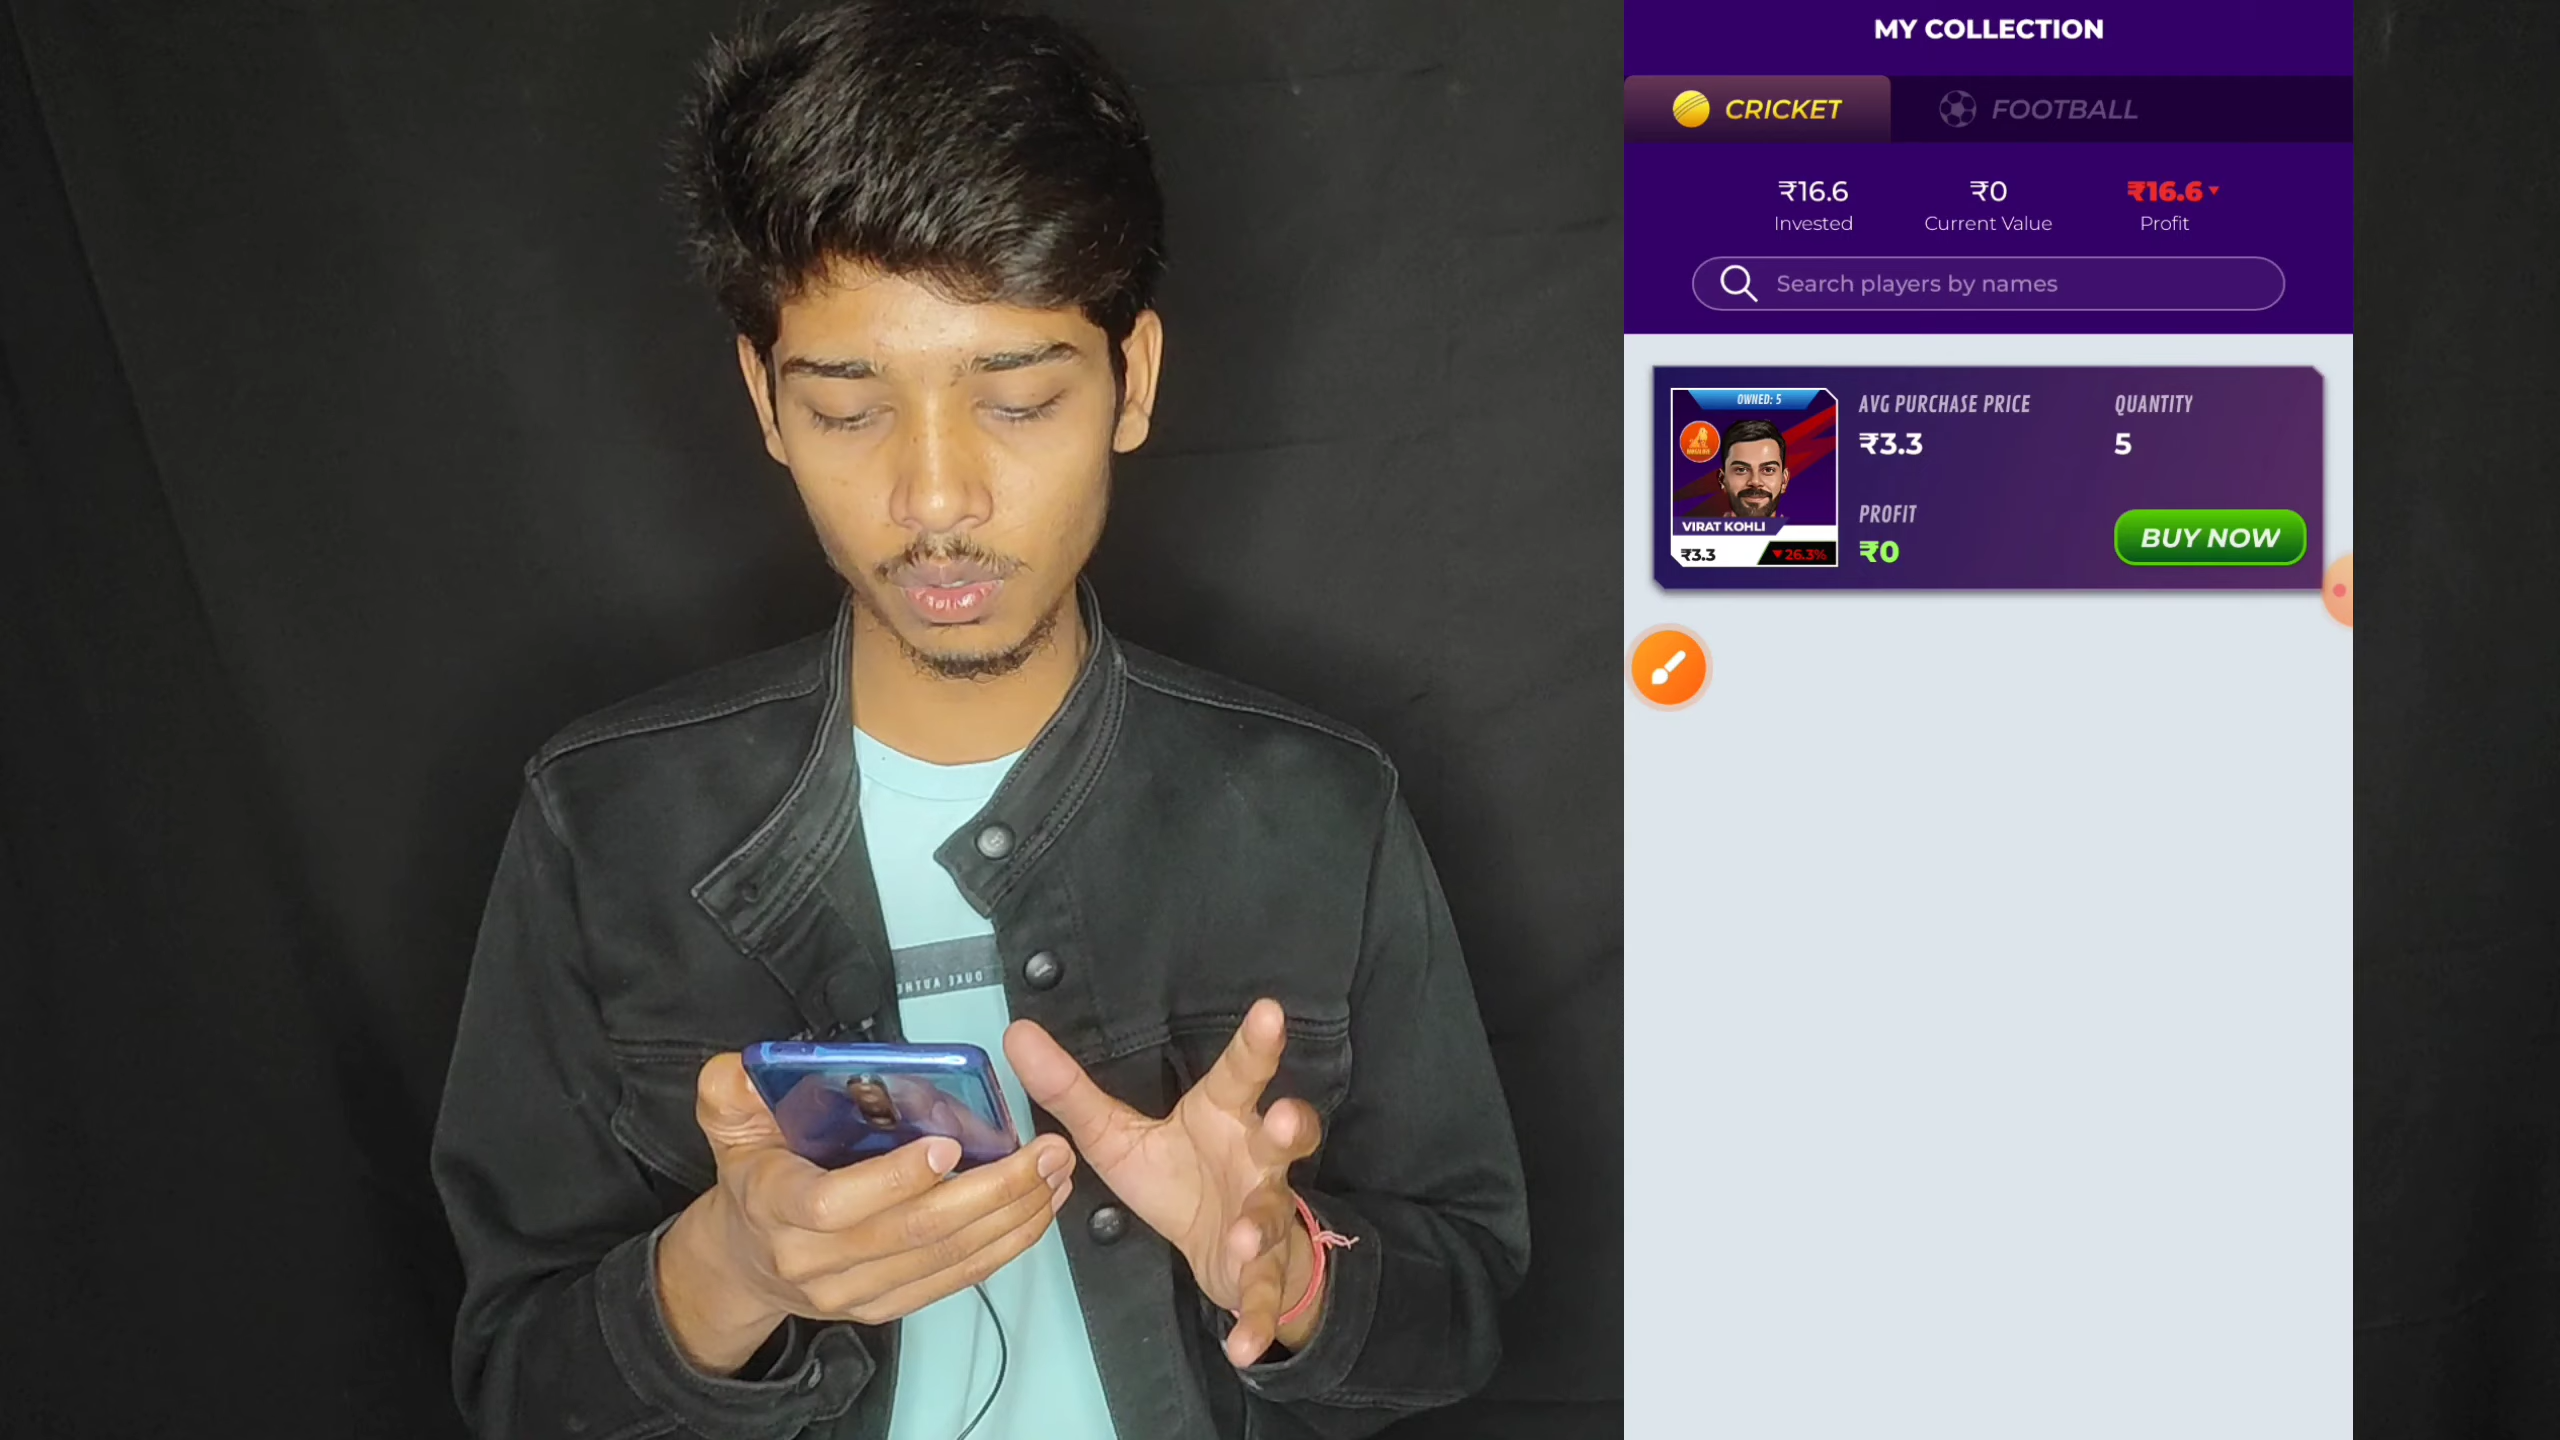 MY COLLECTION
CRICKET
FOOTBALL
₹16.6
₹0
₹16.6
Invested
Current Value
Profit
Search players by names
OWNED: 5
VIRAT KOHLI
₹3.3
26.3%
AVG PURCHASE PRICE
QUANTITY
₹3.3
5
PROFIT
₹0
BUY NOW